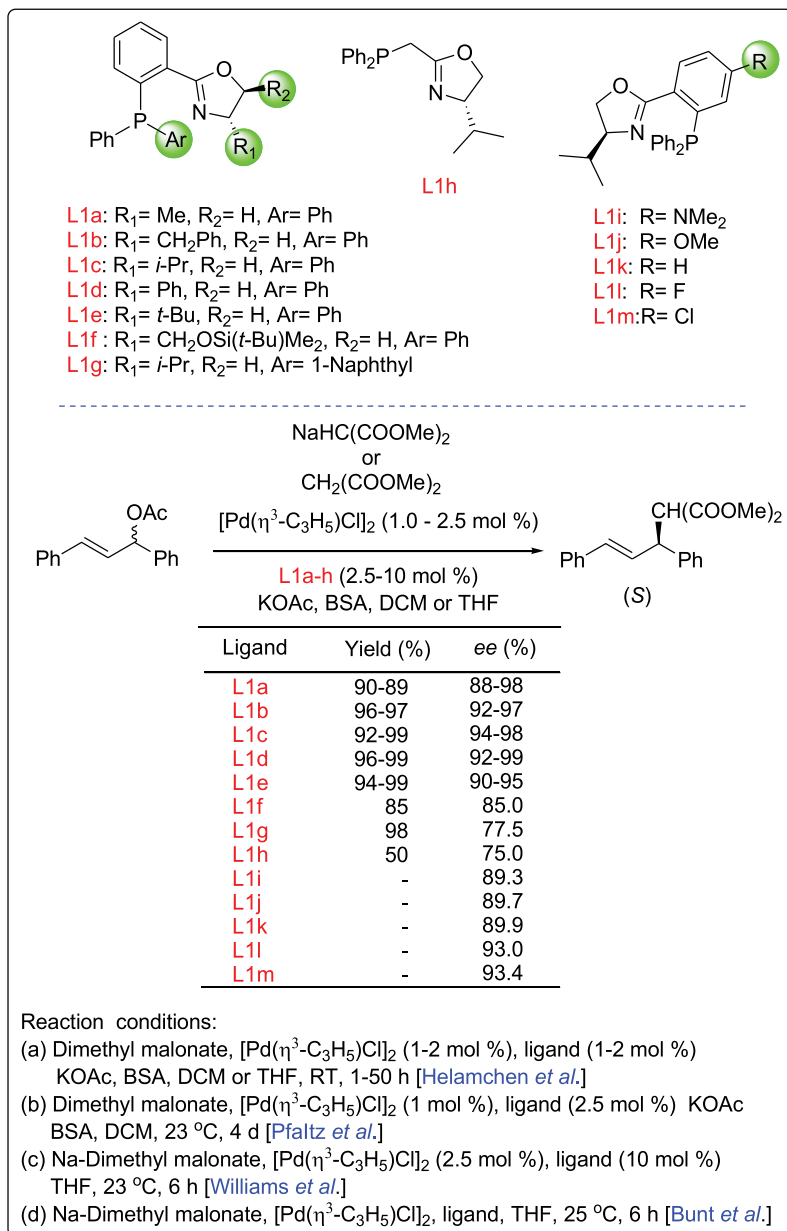 O
N
R₂
Ph
P
Ar
R₁
Ph₂P
O
N
L1h
R
O
N
Ph₂P
L1a: R₁= Me, R₂= H, Ar= Ph
L1b: R₁= CH₂Ph, R₂= H, Ar= Ph
L1c: R₁= i-Pr, R₂= H, Ar= Ph
L1d: R₁= Ph, R₂= H, Ar= Ph
L1e: R₁= t-Bu, R₂= H, Ar= Ph
L1f : R₁= CH₂OSi(t-Bu)Me₂, R₂= H, Ar= Ph
L1g: R₁= i-Pr, R₂= H, Ar= 1-Naphthyl
L1i: R= NMe₂
L1j: R= OMe
L1k: R= H
L1l: R= F
L1m:R= Cl
NaHC(COOMe)₂
or
CH₂(COOMe)₂
[Pd(η³-C₃H₅)Cl]₂ (1.0 - 2.5 mol %)
L1a-h (2.5-10 mol %)
KOAc, BSA, DCM or THF
OAc
Ph
Ph
CH(COOMe)₂
Ph
Ph
(S)
Ligand Yield (%) ee (%)
L1a 90-89 88-98
L1b 96-97 92-97
L1c 92-99 94-98
L1d 96-99 92-99
L1e 94-99 90-95
L1f 85 85.0
L1g 98 77.5
L1h 50 75.0
L1i - 89.3
L1j - 89.7
L1k - 89.9
L1l - 93.0
L1m - 93.4
Reaction conditions:
(a) Dimethyl malonate, [Pd(η³-C₃H₅)Cl]₂ (1-2 mol %), ligand (1-2 mol %)
KOAc, BSA, DCM or THF, RT, 1-50 h [Helamchen et al.]
(b) Dimethyl malonate, [Pd(η³-C₃H₅)Cl]₂ (1 mol %), ligand (2.5 mol %) KOAc
BSA, DCM, 23 ºC, 4 d [Pfaltz et al.]
(c) Na-Dimethyl malonate, [Pd(η³-C₃H₅)Cl]₂ (2.5 mol %), ligand (10 mol %)
THF, 23 ºC, 6 h [Williams et al.]
(d) Na-Dimethyl malonate, [Pd(η³-C₃H₅)Cl]₂, ligand, THF, 25 ºC, 6 h [Bunt et al.]